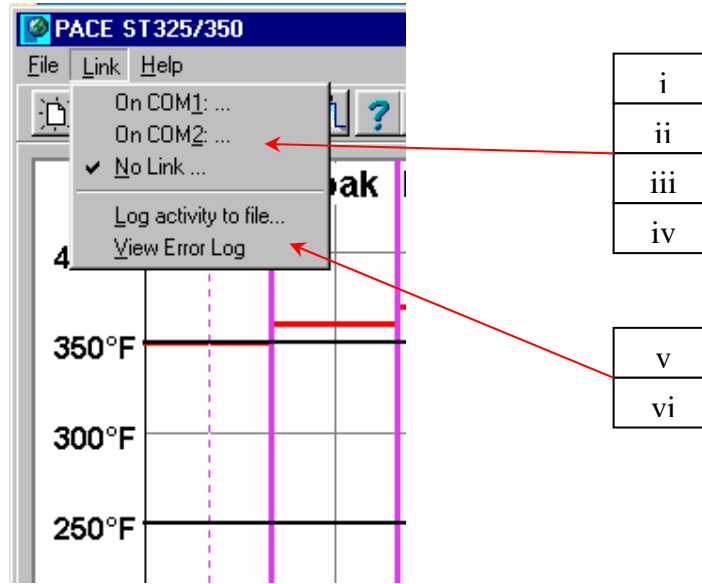 PACE ST325/350
File Link Help
On COM1: ...
On COM2: ...
No Link ...
Log activity to file...
View Error Log
350°F
300°F
250°F
i
ii
iii
iv
v
vi